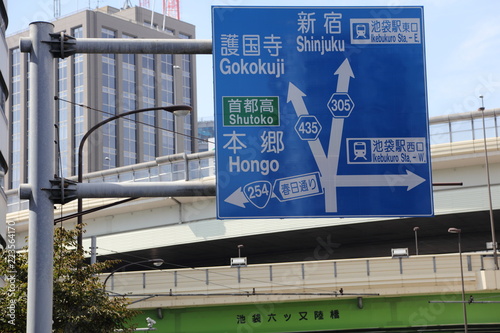 新宿
Shinjuku
池袋駅東口
Ikebukuro Sta.-E
護国寺
Gokokuji
首都高
Shutoko
305
435
本郷
Hongo
池袋駅西口
Ikebukuro Sta.-W
254
春日通り
池袋六ツ又陸橋